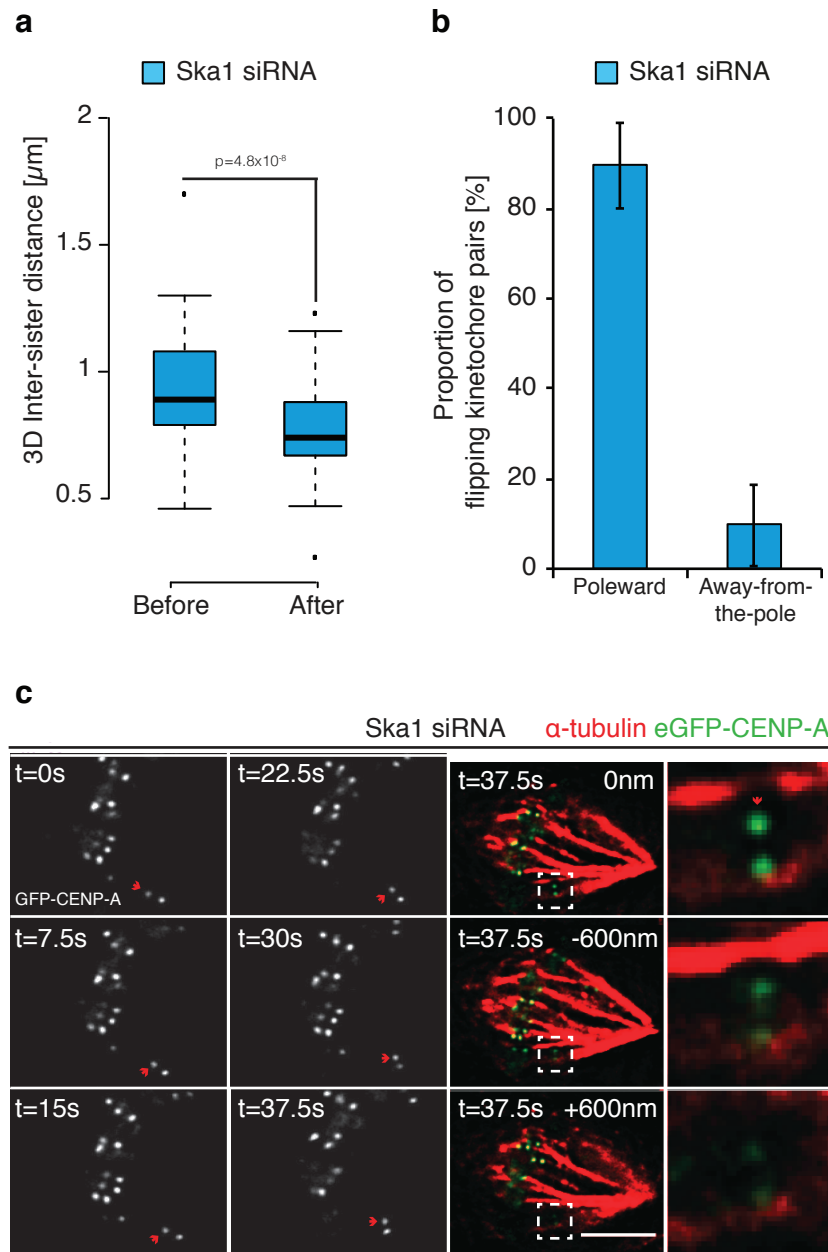 a
Ska1 siRNA
3D Inter-sister distance [µm]
2
1.5
1
0.5
p=4.8x10⁻⁸
Before
After
b
Ska1 siRNA
Proportion of
flipping kinetochore pairs [%]
100
80
60
40
20
0
Poleward
Away-from-
the-pole
c
Ska1 siRNA α-tubulin eGFP-CENP-A
t=0s
GFP-CENP-A
t=22.5s
t=37.5s 0nm
t=7.5s
t=30s
t=37.5s -600nm
t=15s
t=37.5s
t=37.5s +600nm